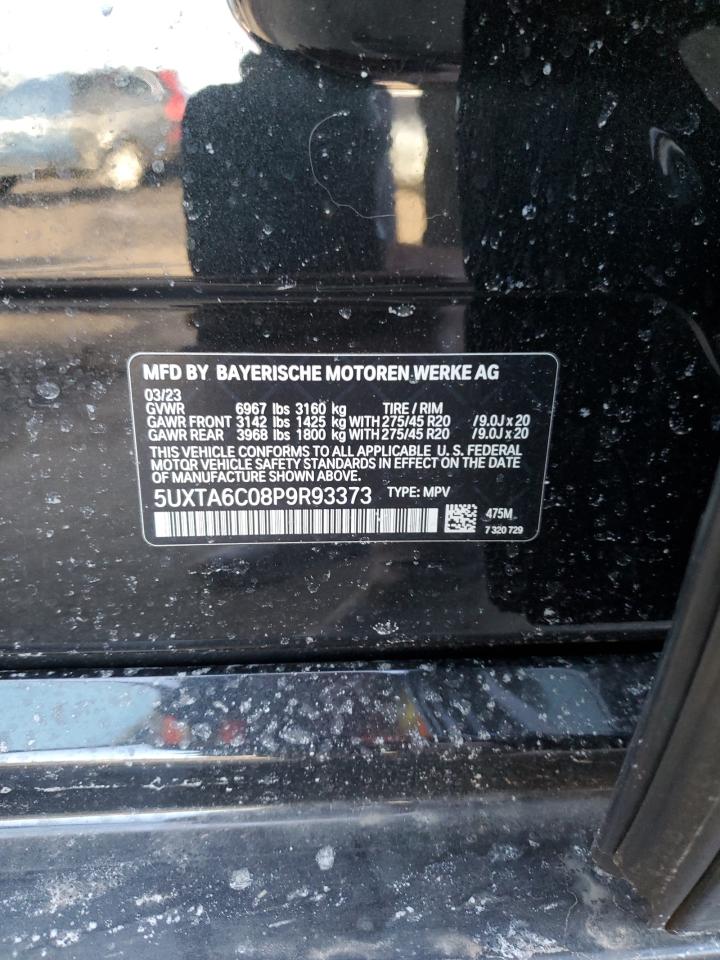 MFD BY BAYERISCHE MOTOREN WERKE AG
03/23
GVWR 6967 lbs 3160 kg TIRE / RIM
GAWR FRONT 3142 lbs 1425 kg WITH 275/45 R20 /9.0J x 20
GAWR REAR 3968 lbs 1800 kg WITH 275/45 R20 /9.0J x 20
THIS VEHICLE CONFORMS TO ALL APPLICABLE U. S. FEDERAL
MOTOR VEHICLE SAFETY STANDARDS IN EFFECT ON THE DATE
OF MANUFACTURE SHOWN ABOVE.
5UXTA6C08P9R93373 TYPE: MPV
475M
7 320 729